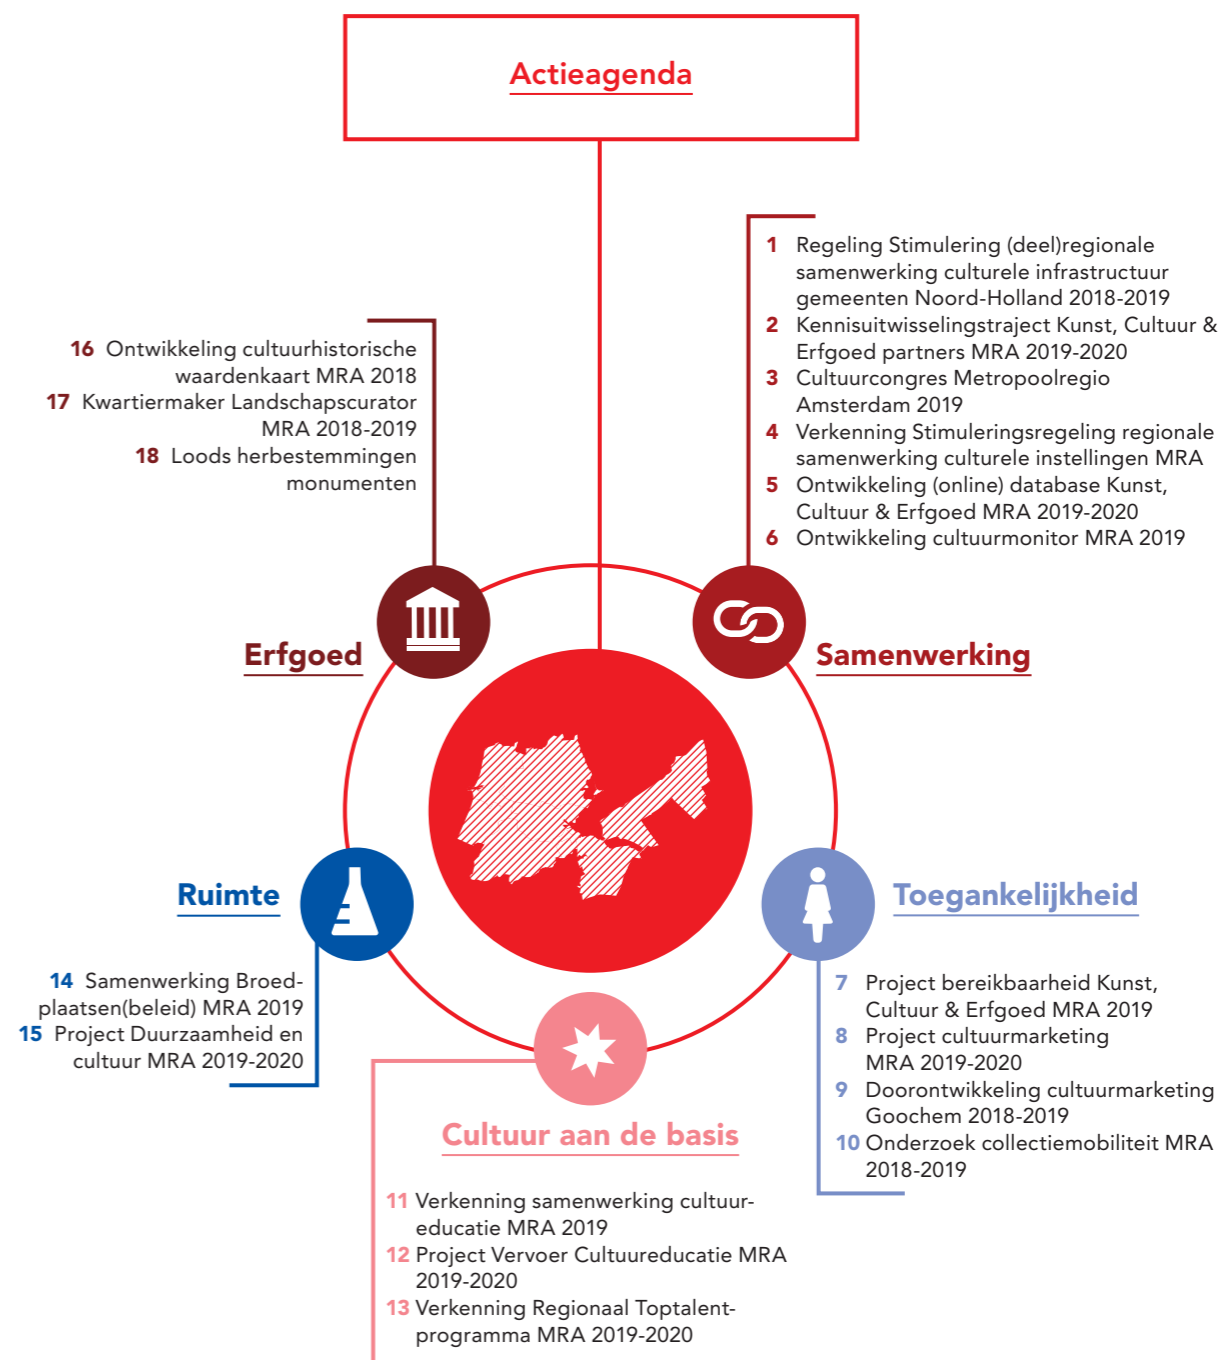 Actieagenda
Samenwerking
1 Regeling Stimulering (deel)regionale
samenwerking culturele infrastructuur
gemeenten Noord-Holland 2018-2019
2 Kennisuitwisselingstraject Kunst, Cultuur &
Erfgoed partners MRA 2019-2020
3 Cultuurcongres Metropoolregio
Amsterdam 2019
4 Verkenning Stimuleringsregeling regionale
samenwerking culturele instellingen MRA
5 Ontwikkeling (online) database Kunst,
Cultuur & Erfgoed MRA 2019-2020
6 Ontwikkeling cultuurmonitor MRA 2019
Toegankelijkheid
7 Project bereikbaarheid Kunst,
Cultuur & Erfgoed MRA 2019
8 Project cultuurmarketing
MRA 2019-2020
9 Doorontwikkeling cultuurmarketing
Goochem 2018-2019
10 Onderzoek collectiemobiliteit MRA
2018-2019
Cultuur aan de basis
11 Verkenning samenwerking cultuur-
educatie MRA 2019
12 Project Vervoer Cultuureducatie MRA
2019-2020
13 Verkenning Regionaal Toptalent-
programma MRA 2019-2020
Ruimte
14 Samenwerking Broed-
plaatsen(beleid) MRA 2019
15 Project Duurzaamheid en
cultuur MRA 2019-2020
Erfgoed
16 Ontwikkeling cultuurhistorische
waardenkaart MRA 2018
17 Kwartiermaker Landschapscurator
MRA 2018-2019
18 Loods herbestemmingen
monumenten